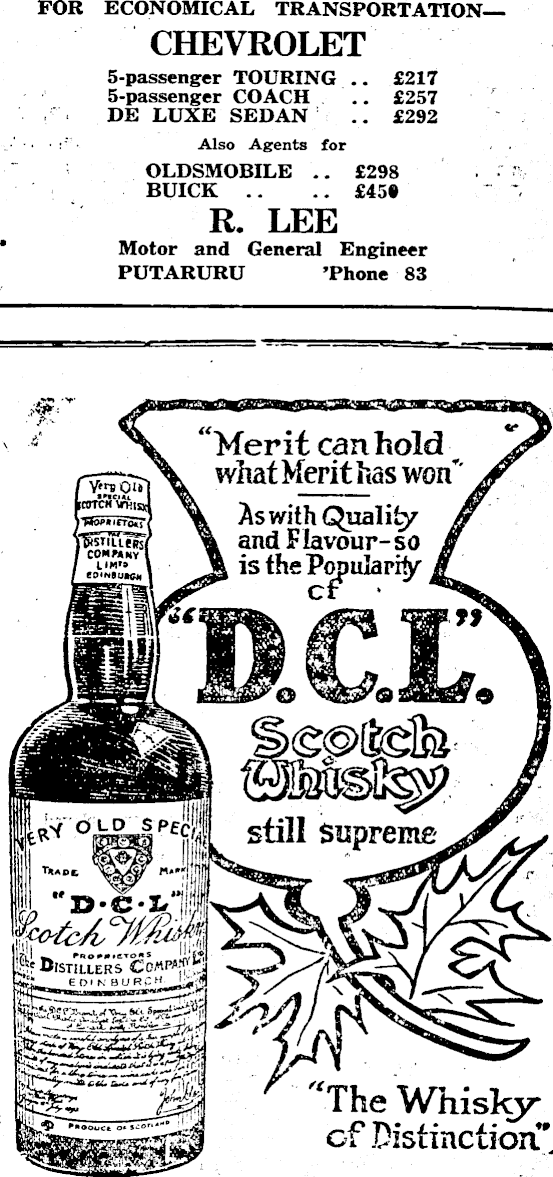 FOR ECONOMICAL TRANSPORTATION—
CHEVROLET
5-passenger TOURING .. £217
5-passenger COACH .. £257
DE LUXE SEDAN .. £292
Also Agents for
OLDSMOBILE .. £298
BUICK .. .. £450
R. LEE
Motor and General Engineer
PUTARURU 'Phone 83
"Merit can hold
what Merit has won"
As with Quality
and Flavour-so
is the Popularity
of
"D.C.L."
Scotch
Whisky
still supreme
Very Old
SPECIAL
SCOTCH WHISKY
PROPRIETORS
THE
DISTILLERS
COMPANY
LIMTD
EDINBURGH
VERY OLD SPECIAL
TRADE MARK
"D.C.L"
Scotch Whisky
PROPRIETORS
The DISTILLERS COMPANY LD
EDINBURGH
PRODUCE OF SCOTLAND
"The Whisky
of Distinction"